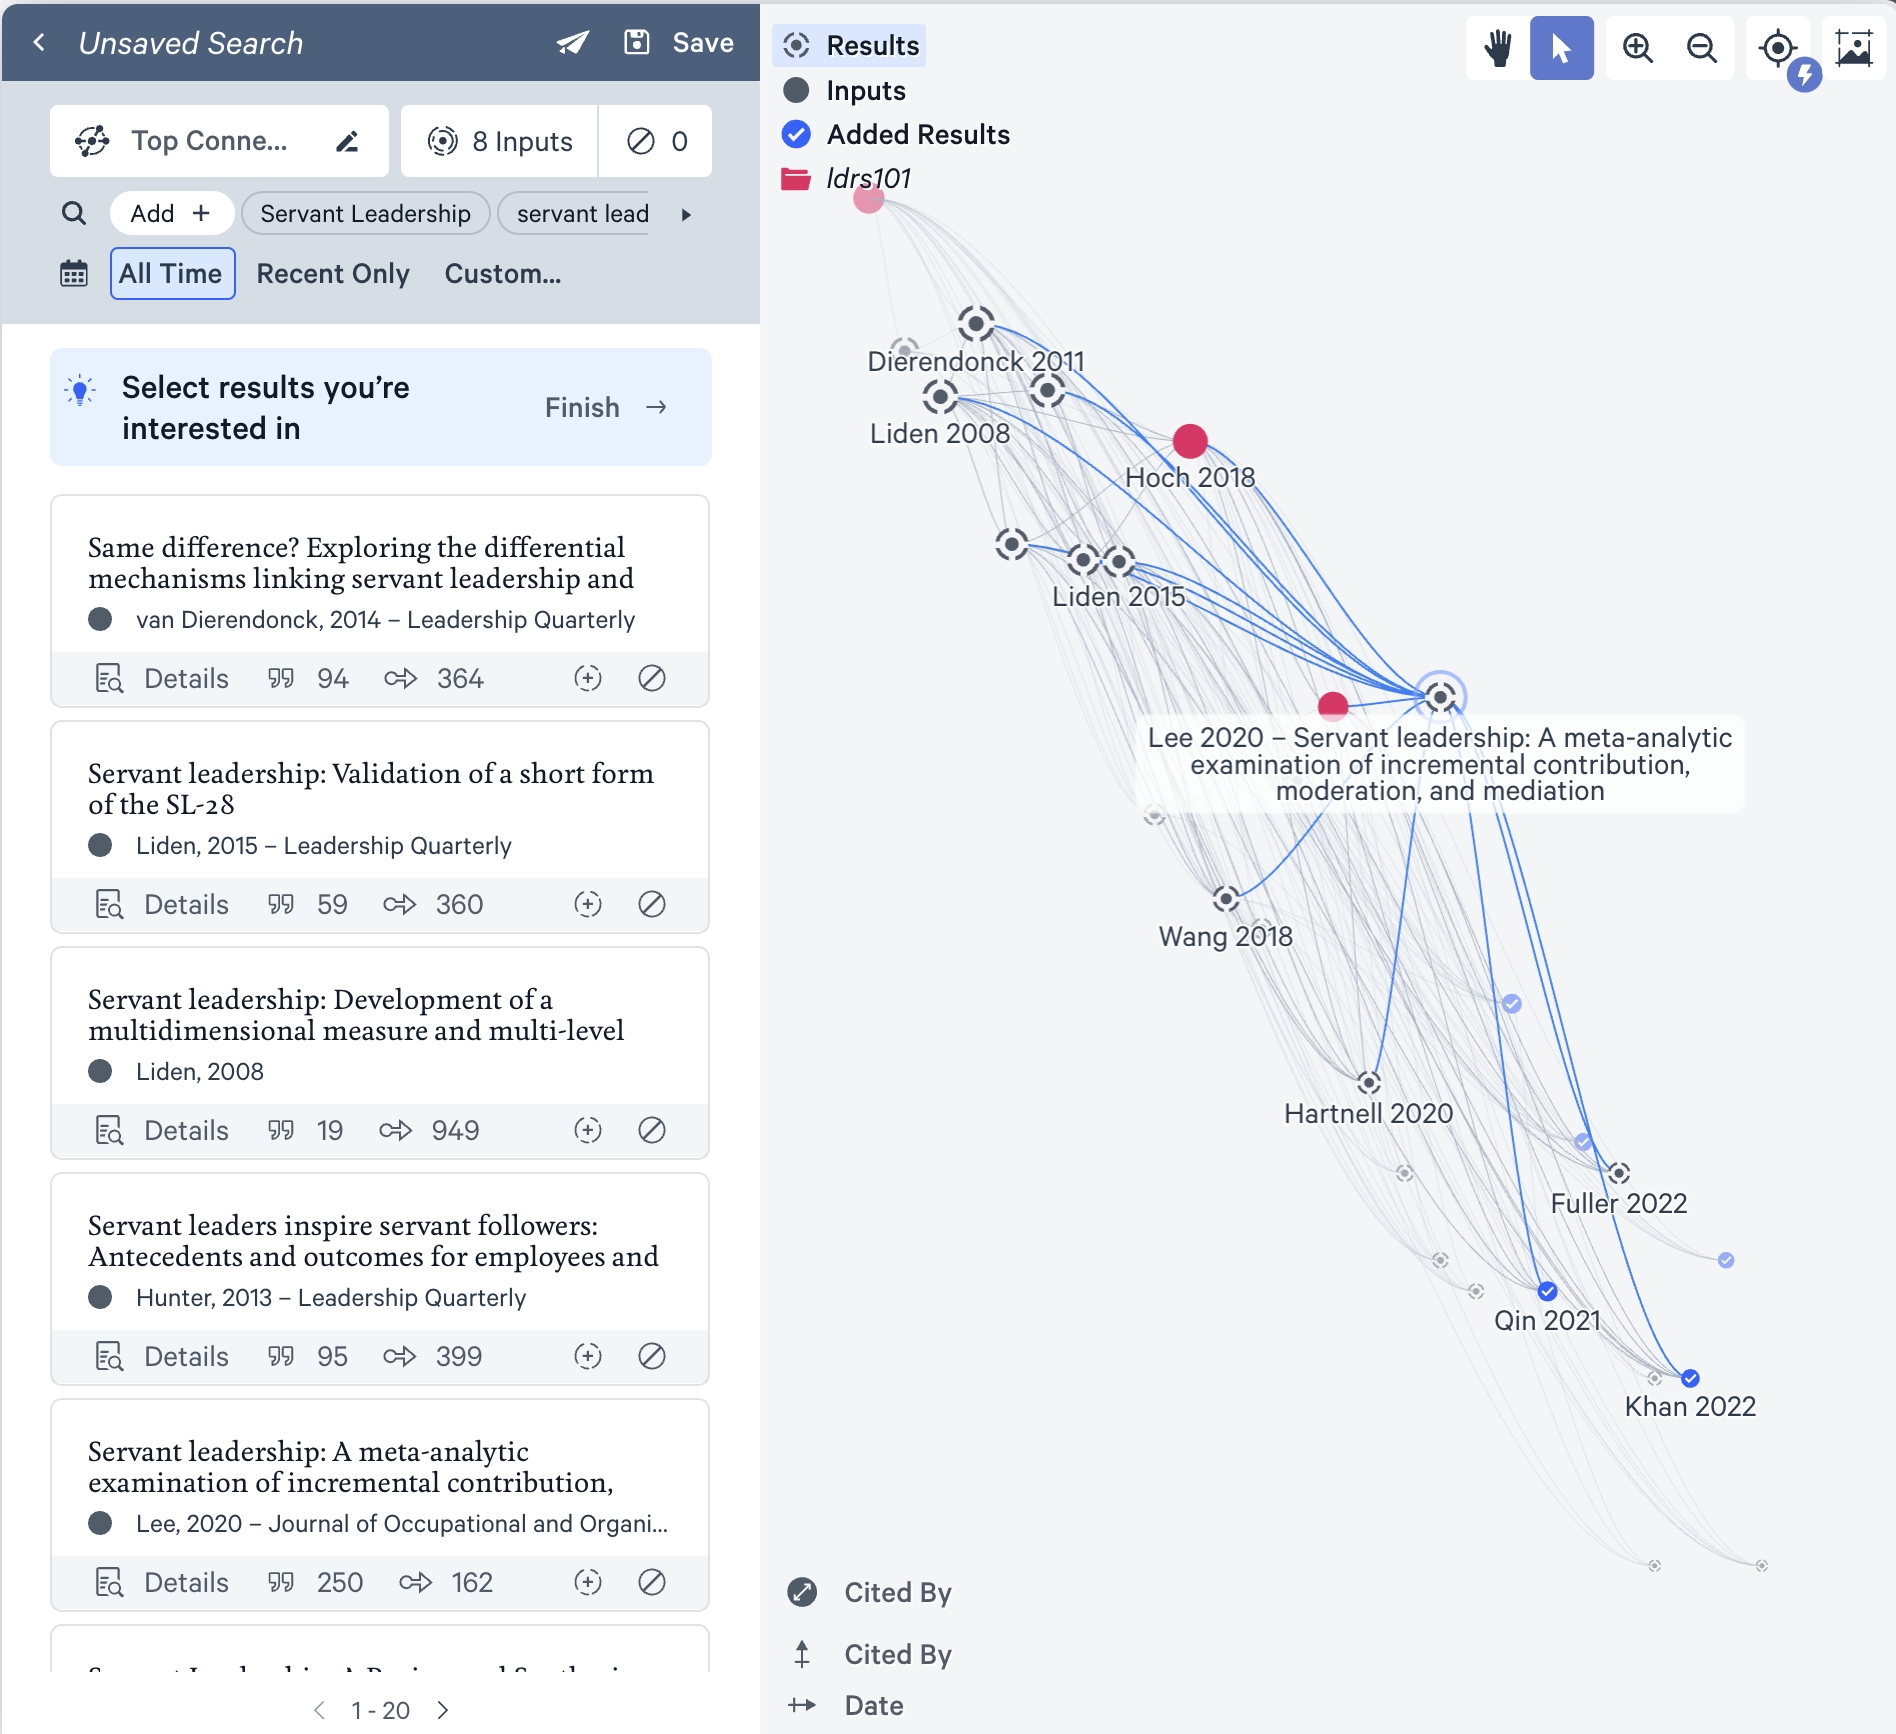 Unsaved Search
Save
Top Conne...
8 Inputs
0
Add +
Servant Leadership
servant lead
All Time
Recent Only
Custom...
Select results you’re
interested in
Finish →
Same difference? Exploring the differential
mechanisms linking servant leadership and
van Dierendonck, 2014 – Leadership Quarterly
Details 94 364
Servant leadership: Validation of a short form
of the SL-28
Liden, 2015 – Leadership Quarterly
Details 59 360
Servant leadership: Development of a
multidimensional measure and multi-level
Liden, 2008
Details 19 949
Servant leaders inspire servant followers:
Antecedents and outcomes for employees and
Hunter, 2013 – Leadership Quarterly
Details 95 399
Servant leadership: A meta-analytic
examination of incremental contribution,
Lee, 2020 – Journal of Occupational and Organi...
Details 250 162
1 - 20
Results
Inputs
Added Results
ldrs101
Dierendonck 2011
Liden 2008
Hoch 2018
Liden 2015
Lee 2020 – Servant leadership: A meta-analytic
examination of incremental contribution,
moderation, and mediation
Wang 2018
Hartnell 2020
Fuller 2022
Qin 2021
Khan 2022
Cited By
Cited By
Date